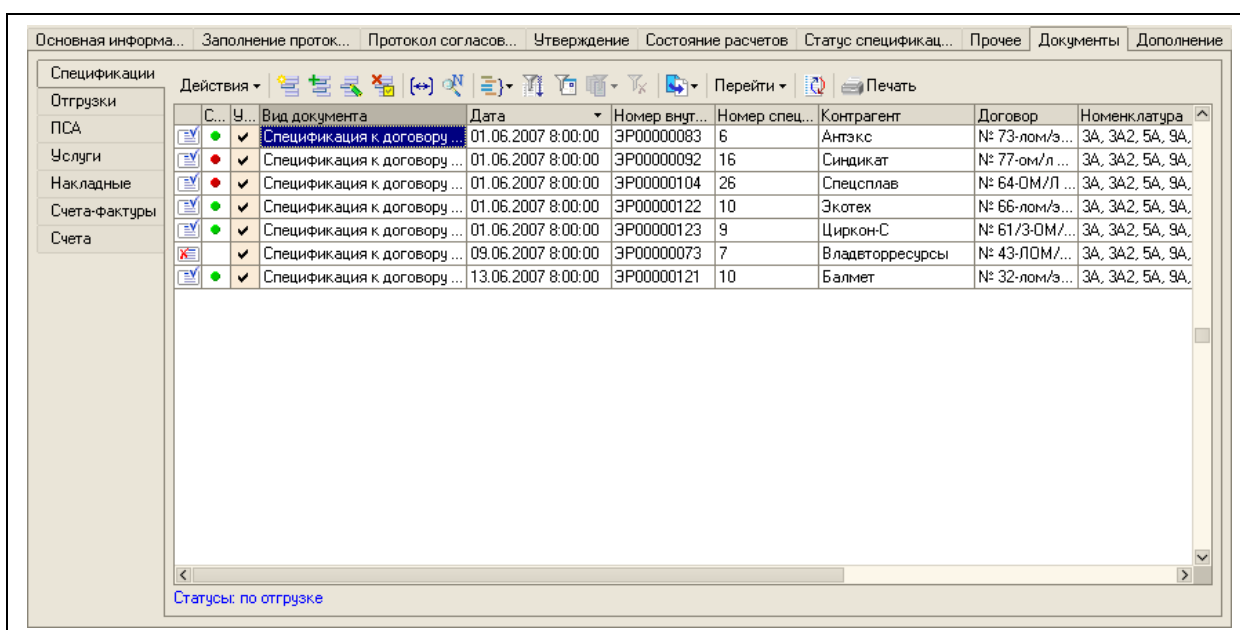 Основная информа... Заполнение проток... Протокол согласов... Утверждение Состояние расчетов Статус спецификац... Прочее Документы Дополнение
Спецификации
Отгрузки
ПСА
Услуги
Накладные
Счета-фактуры
Счета
Действия Перейти Печать
С... У... Вид документа Дата Номер внут... Номер спец... Контрагент Договор Номенклатура
Спецификация к договору ... 01.06.2007 8:00:00 ЭР00000083 6 Антэкс № 73-лом/э... 3А, 3А2, 5А, 9А,
Спецификация к договору ... 01.06.2007 8:00:00 ЭР00000092 16 Синдикат № 77-ом/л ... 3А, 3А2, 5А, 9А,
Спецификация к договору ... 01.06.2007 8:00:00 ЭР00000104 26 Спецсплав № 64-ОМ/Л ... 3А, 3А2, 5А, 9А,
Спецификация к договору ... 01.06.2007 8:00:00 ЭР00000122 10 Экотех № 66-лом/э... 3А, 3А2, 5А, 9А,
Спецификация к договору ... 01.06.2007 8:00:00 ЭР00000123 9 Циркон-С № 61/3-ОМ/... 3А, 3А2, 5А, 9А,
Спецификация к договору ... 09.06.2007 8:00:00 ЭР00000073 7 Владвторресурсы № 43-ЛОМ/... 3А, 3А2, 5А, 9А,
Спецификация к договору ... 13.06.2007 8:00:00 ЭР00000121 10 Балмет № 32-лом/э... 3А, 3А2, 5А, 9А,
Статусы: по отгрузке